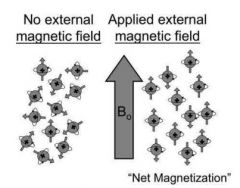 No external
magnetic field
Applied external
magnetic field
B₀
"Net Magnetization"